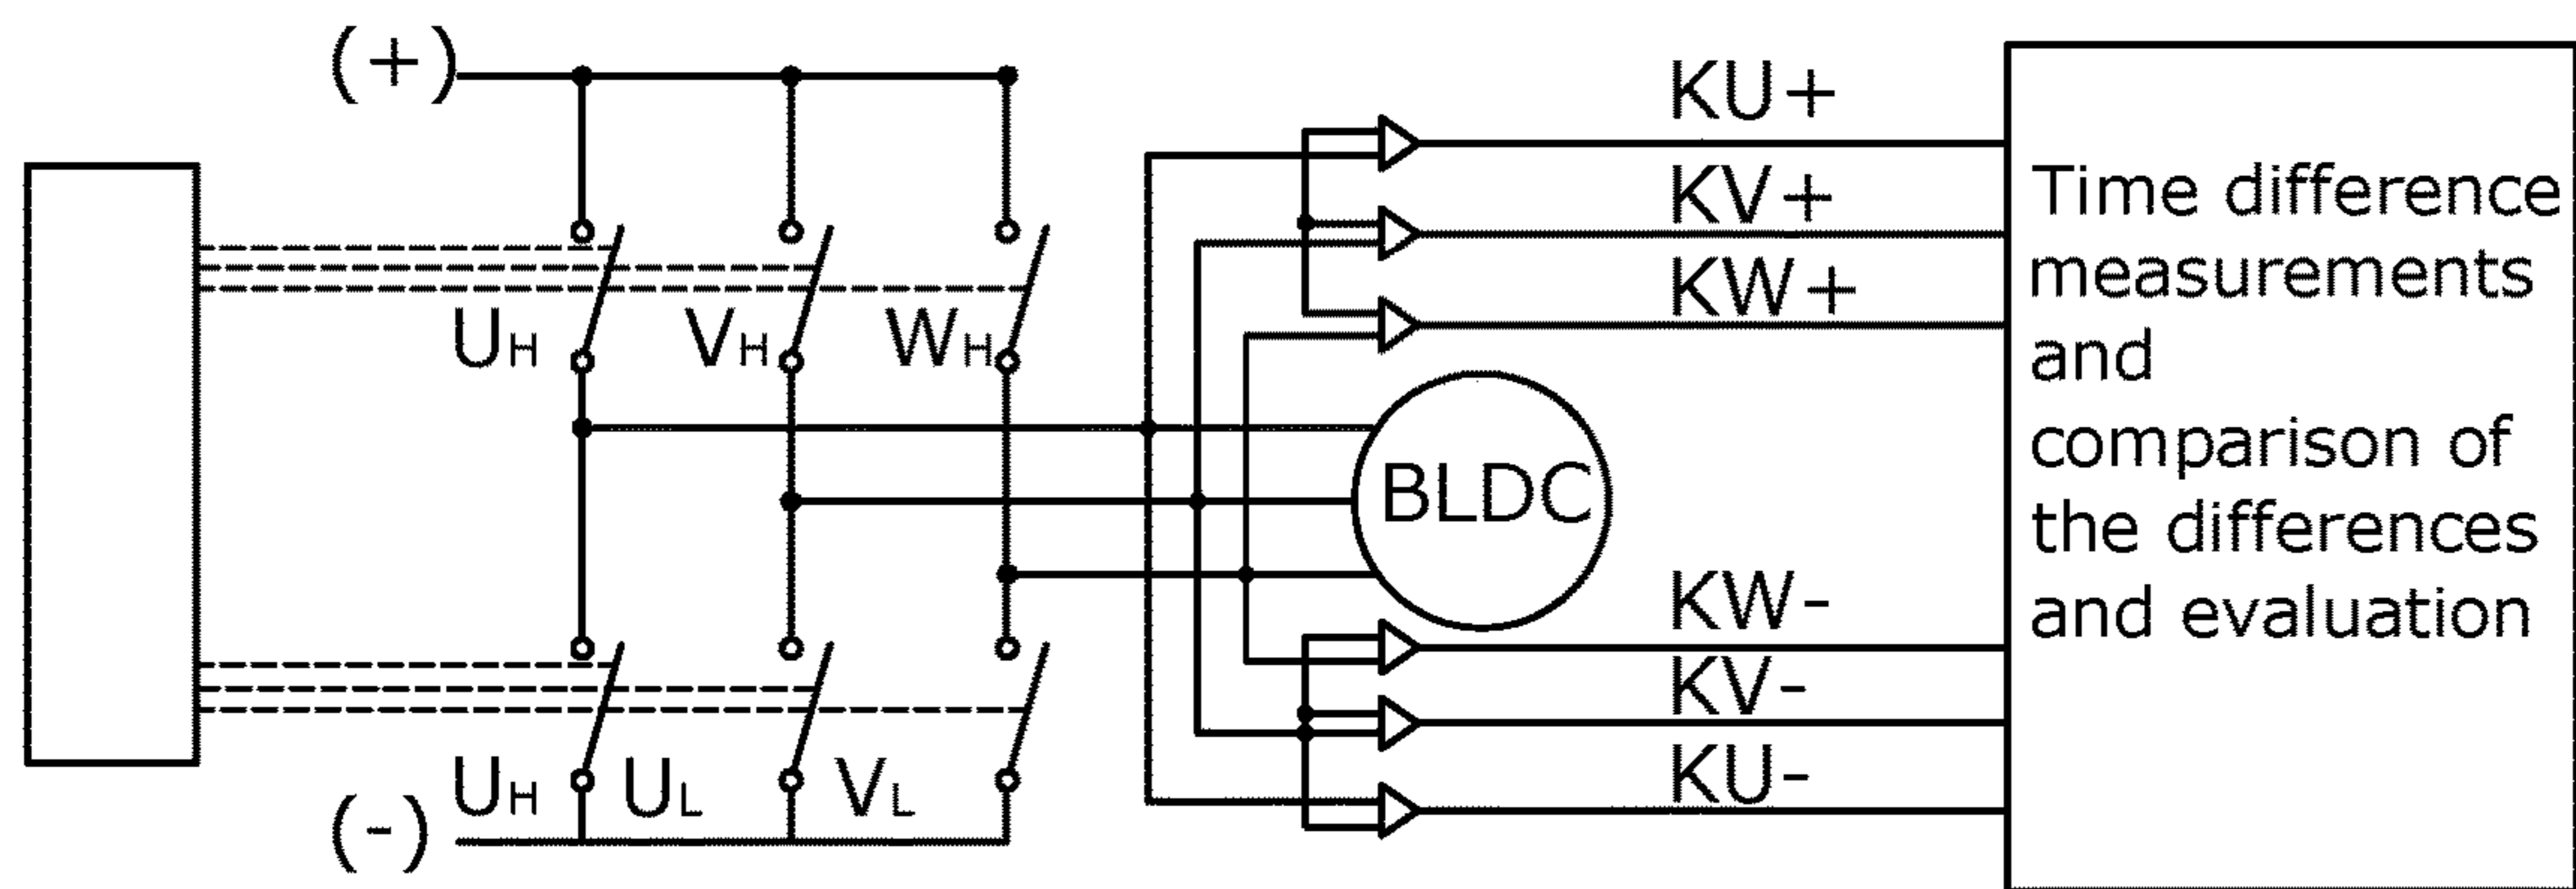 (+)
KU+
KV+
KW+
UH VH WH
BLDC
KW-
KV-
KU-
UH UL VL
(-)
Time difference
measurements
and
comparison of
the differences
and evaluation